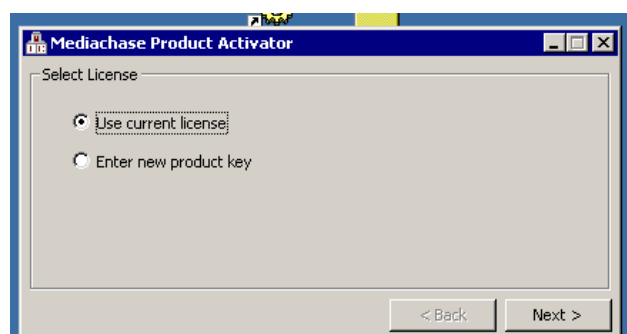 Mediachase Product Activator
Select License
Use current license
Enter new product key
< Back
Next >